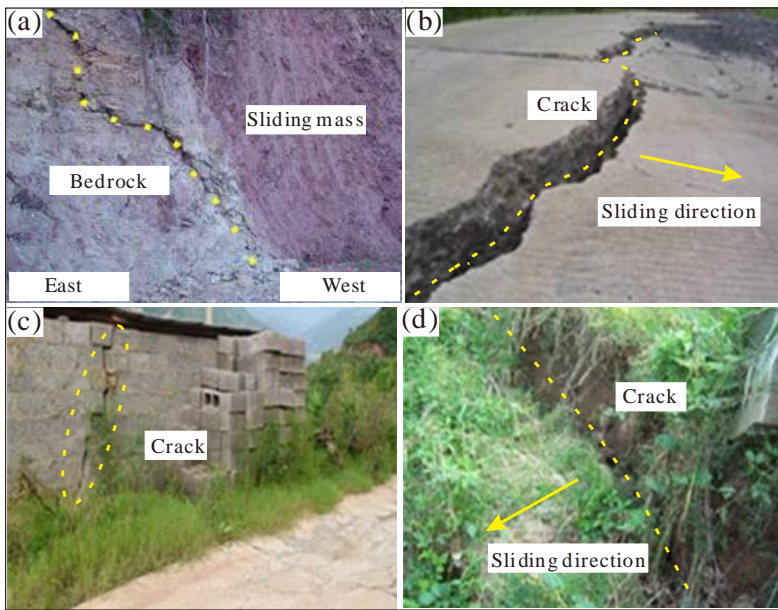 (a)
Sliding mass
Bedrock
East
West
(b)
Crack
Sliding direction
(c)
Crack
(d)
Crack
Sliding direction